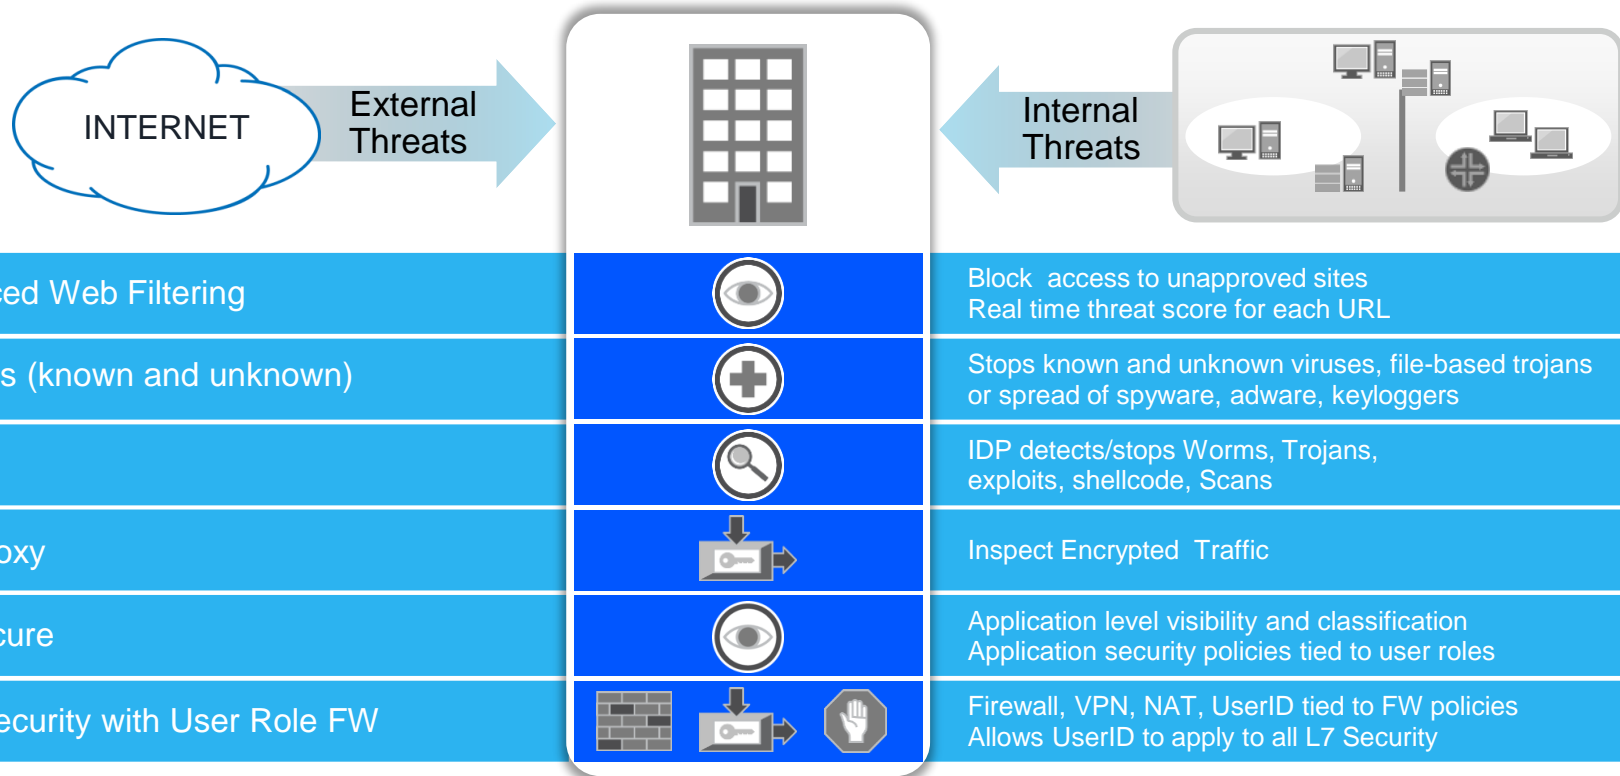 INTERNET
External
Threats
Internal
Threats
ced Web Filtering
Block access to unapproved sites
Real time threat score for each URL
s (known and unknown)
Stops known and unknown viruses, file-based trojans
or spread of spyware, adware, keyloggers
IDP detects/stops Worms, Trojans,
exploits, shellcode, Scans
oxy
Inspect Encrypted Traffic
cure
Application level visibility and classification
Application security policies tied to user roles
ecurity with User Role FW
Firewall, VPN, NAT, UserID tied to FW policies
Allows UserID to apply to all L7 Security